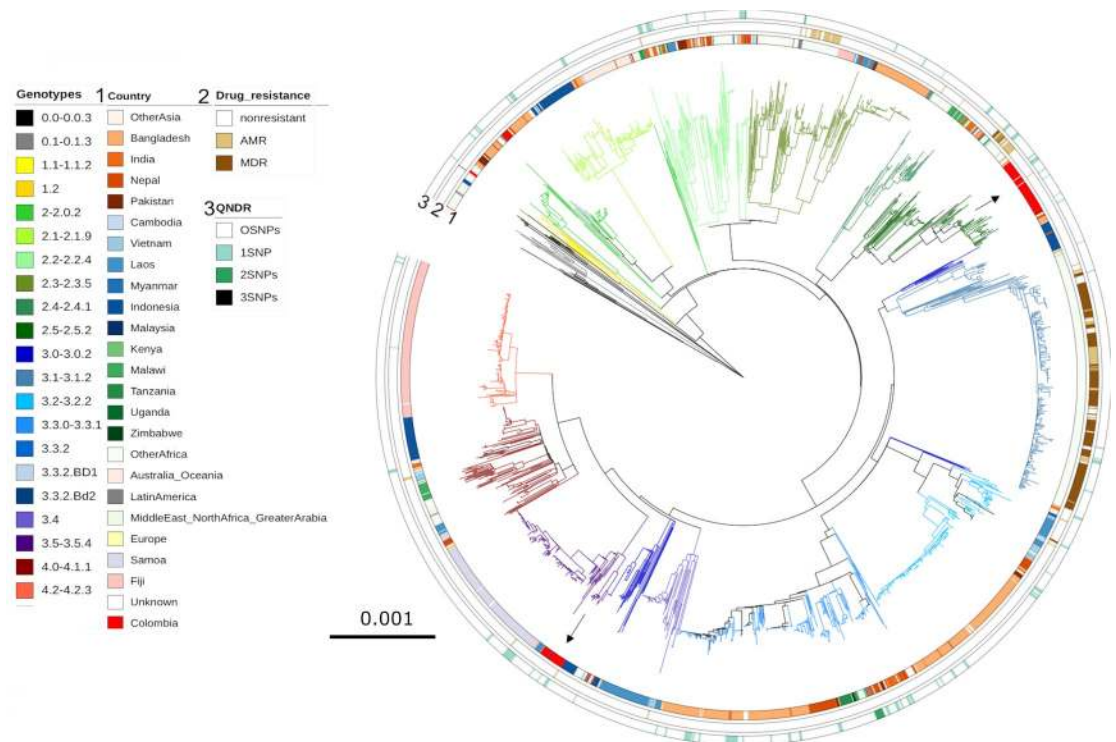 Genotypes
0.0-0.0.3
0.1-0.1.3
1.1-1.1.2
1.2
2-2.0.2
2.1-2.1.9
2.2-2.2.4
2.3-2.3.5
2.4-2.4.1
2.5-2.5.2
3.0-3.0.2
3.1-3.1.2
3.2-3.2.2
3.3.0-3.3.1
3.3.2
3.3.2.BD1
3.3.2.Bd2
3.4
3.5-3.5.4
4.0-4.1.1
4.2-4.2.3
1 Country
OtherAsia
Bangladesh
India
Nepal
Pakistan
Cambodia
Vietnam
Laos
Myanmar
Indonesia
Malaysia
Kenya
Malawi
Tanzania
Uganda
Zimbabwe
OtherAfrica
Australia_Oceania
LatinAmerica
MiddleEast_NorthAfrica_GreaterArabia
Europe
Samoa
Fiji
Unknown
Colombia
2 Drug_resistance
nonresistant
AMR
MDR
3 QNDR
0SNPs
1SNP
2SNPs
3SNPs
3 2 1
0.001